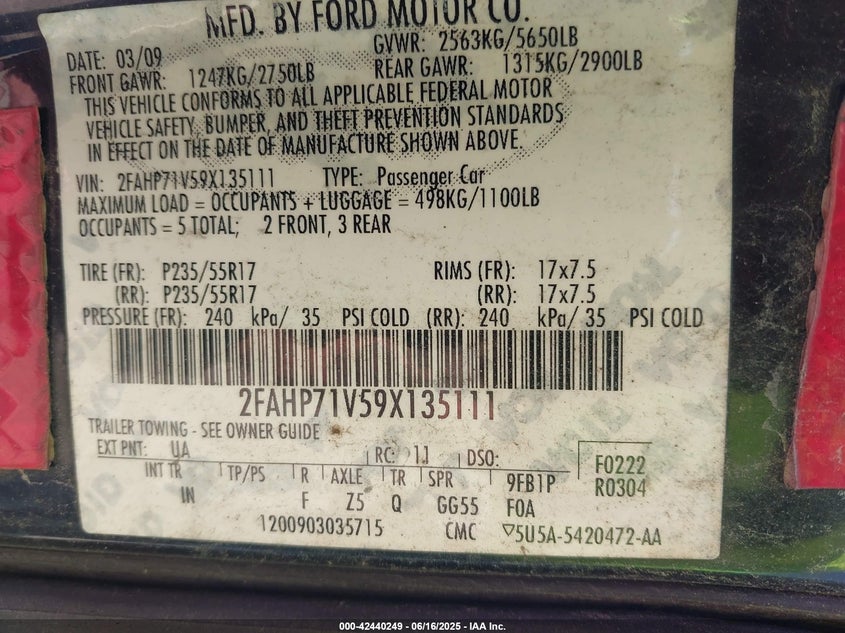 MFD. BY FORD MOTOR CO.
DATE: 03/09 GVWR: 2563KG/5650LB
FRONT GAWR: 1247KG/2750LB REAR GAWR: 1315KG/2900LB
THIS VEHICLE CONFORMS TO ALL APPLICABLE FEDERAL MOTOR
VEHICLE SAFETY, BUMPER, AND THEFT PREVENTION STANDARDS
IN EFFECT ON THE DATE OF MANUFACTURE SHOWN ABOVE.
VIN: 2FAHP71V59X135111 TYPE: Passenger Car
MAXIMUM LOAD = OCCUPANTS + LUGGAGE = 498KG/1100LB
OCCUPANTS = 5 TOTAL; 2 FRONT, 3 REAR
TIRE (FR): P235/55R17 RIMS (FR): 17x7.5
(RR): P235/55R17 (RR): 17x7.5
PRESSURE (FR): 240 kPa/ 35 PSI COLD (RR): 240 kPa/ 35 PSI COLD
2FAHP71V59X135111
TRAILER TOWING - SEE OWNER GUIDE
EXT PNT: UA RC: 11 DSO: F0222
INT TR TP/PS R AXLE TR SPR 9FB1P R0304
IN F Z5 Q GG55 FOA
1200903035715 CMC ▽5U5A-5420472-AA
000-42440249 - 06/16/2025 - IAA Inc.